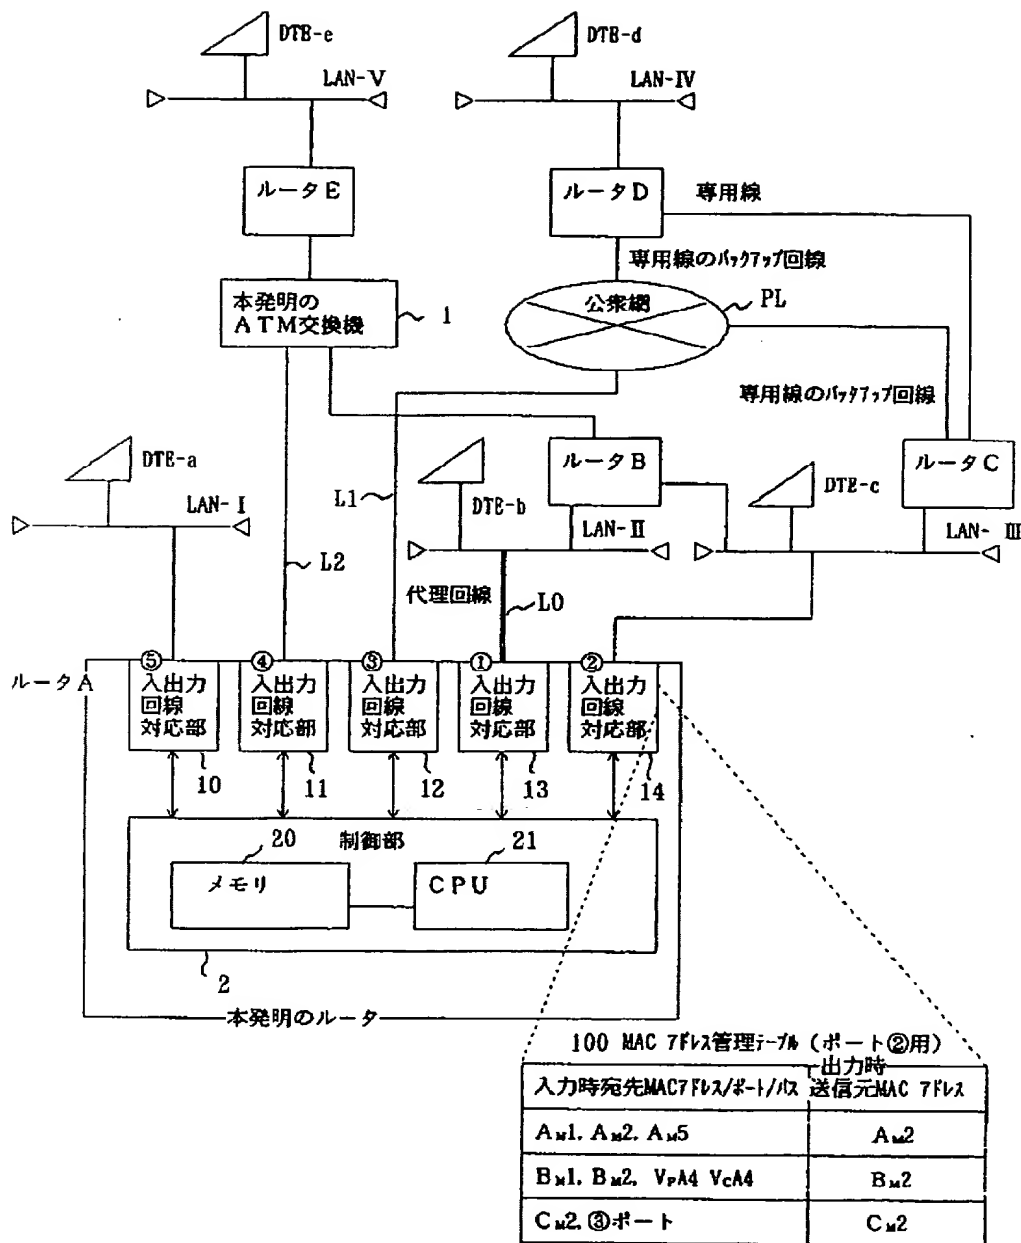 DTE-e
DTE-d
LAN-V
LAN-IV
ルータE
ルータD
専用線
専用線のバックアップ回線
本発明の
ATM交換機
1
公衆網
PL
専用線のバックアップ回線
DTE-a
LAN-I
L1
L2
ルータB
DTE-b
LAN-II
DTE-c
ルータC
LAN-III
代理回線
L0
ルータA
⑤
④
③
①
②
入出力
回線
対応部
入出力
回線
対応部
入出力
回線
対応部
入出力
回線
対応部
入出力
回線
対応部
10
11
12
13
14
20
制御部
21
メモリ
CPU
2
本発明のルータ
100 MAC アドレス管理テーブル (ポート②用)
入力時宛先MACアドレス/ポート/パス
出力時
送信元MAC アドレス
AM1. AM2. AM5
AM2
BM1. BM2. VPA4 VCA4
BM2
CM2. ③ポート
CM2